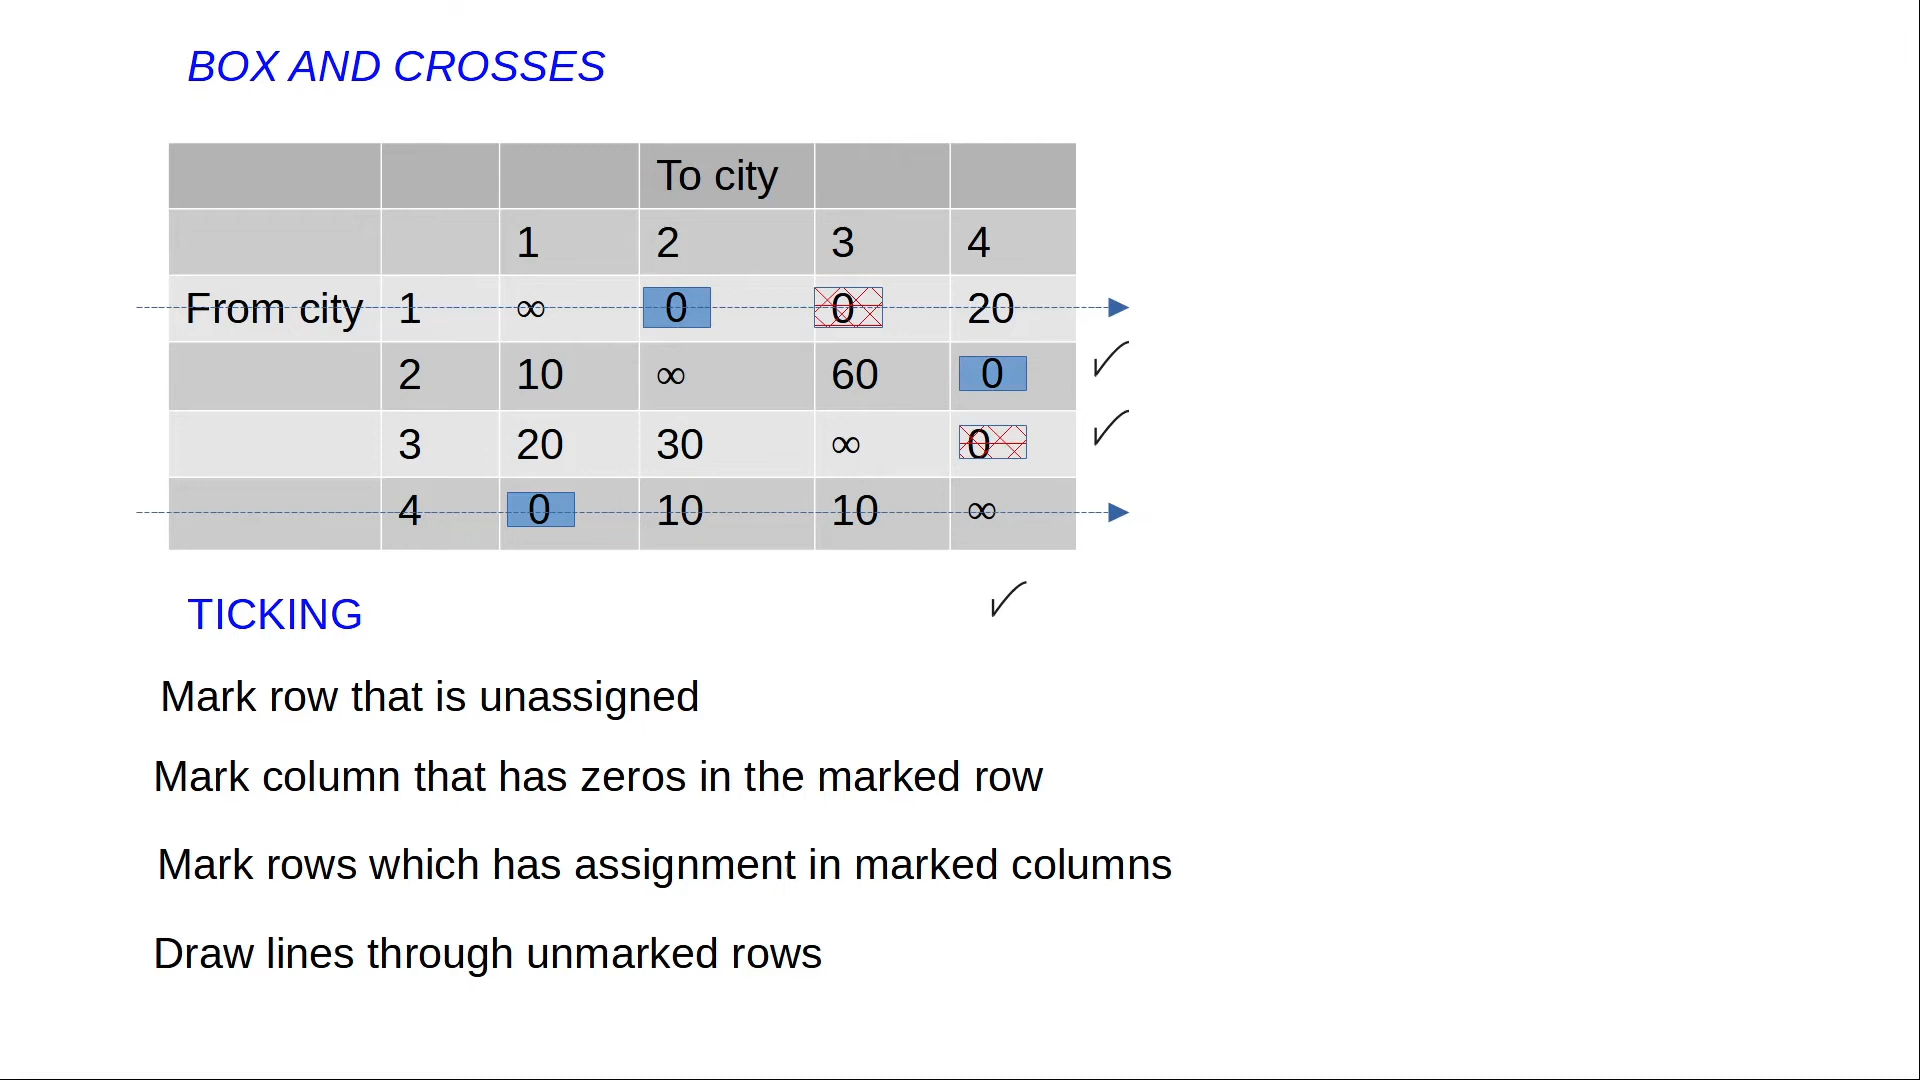 BOX AND CROSSES
To city
1 2 3 4
From city 1 ∞ 0 0 20
2 10 ∞ 60 0
3 20 30 ∞ 0
4 0 10 10 ∞
TICKING
Mark row that is unassigned
Mark column that has zeros in the marked row
Mark rows which has assignment in marked columns
Draw lines through unmarked rows